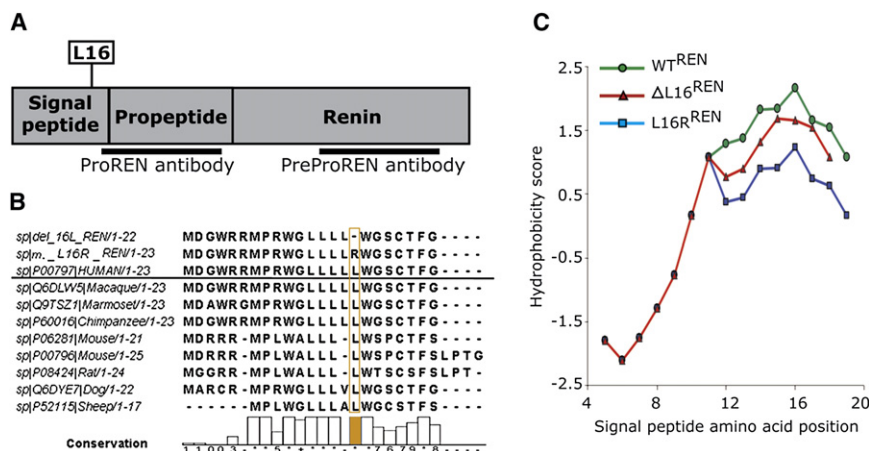 A
L16
Signal peptide
Propeptide
Renin
ProREN antibody
PreProREN antibody
B
sp|del_16L_REN/1-22 MDGWRRMPRWGLLLL-WGSCTFG----
sp|m._L16R_REN/1-23 MDGWRRMPRWGLLLLRWGSCTFG----
sp|P00797|HUMAN/1-23 MDGWRRMPRWGLLLLLWGSCTFG----
sp|Q6DLW5|Macaque/1-23 MDGWRRMPRWGLLLLLWGSCTFG----
sp|Q9TSZ1|Marmoset/1-23 MDAWRGMPRWGLLLLLWGSCTFG----
sp|P60016|Chimpanzee/1-23 MDGWRRMPRWGLLLLLWGSCTFG----
sp|P06281|Mouse/1-21 MDRRR-MPLWALLL-LWSPCTFS----
sp|P00796|Mouse/1-25 MDRRR-MPLWALLL-LWSPCTFSLPTG
sp|P08424|Rat/1-24 MGGRR-MPLWALLL-LWTSCSFSLPT-
sp|Q6DYE7|Dog/1-22 MARCR-MPLWGLLLVLWGSCTFG----
sp|P52115|Sheep/1-17 ------MPLWGLLLALWGCSTFS----
Conservation
C
WT^REN
ΔL16^REN
L16R^REN
Hydrophobicity score
2.5
1.5
0.5
-0.5
-1.5
-2.5
4 8 12 16 20
Signal peptide amino acid position